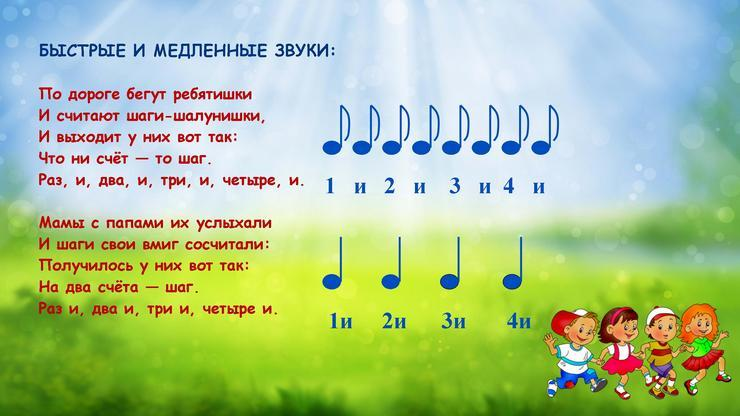 БЫСТРЫЕ И МЕДЛЕННЫЕ ЗВУКИ:
По дороге бегут ребятишки
И считают шаги-шалунишки,
И выходит у них вот так:
Что ни счёт — то шаг.
Раз, и, два, и, три, и, четыре, и.
1 и 2 и 3 и 4 и
Мамы с папами их услыхали
И шаги свои вмиг сосчитали:
Получилось у них вот так:
На два счёта — шаг.
Раз и, два и, три и, четыре и.
1и 2и 3и 4и